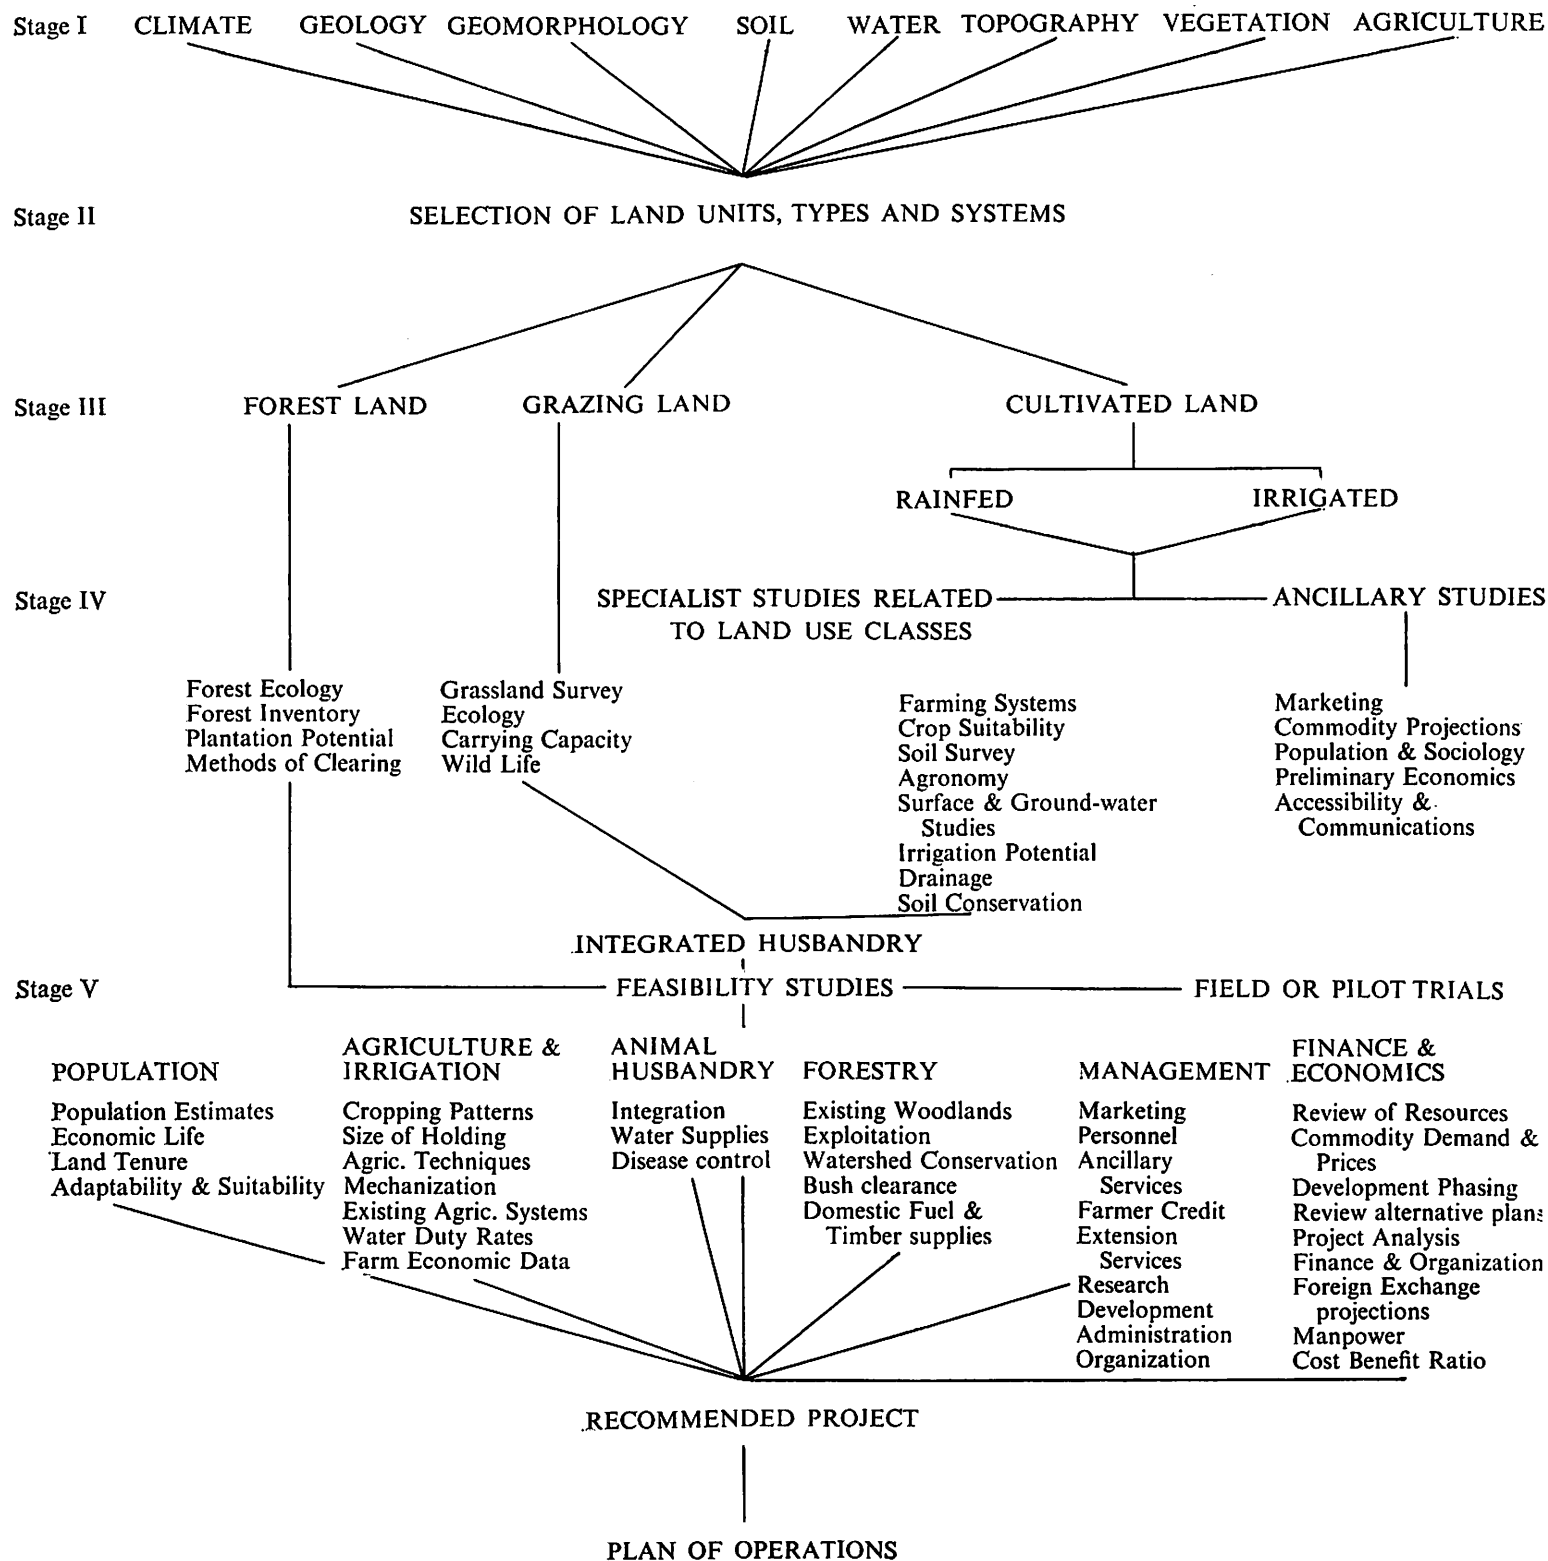 Stage I CLIMATE GEOLOGY GEOMORPHOLOGY SOIL WATER TOPOGRAPHY VEGETATION AGRICULTURE
Stage II SELECTION OF LAND UNITS, TYPES AND SYSTEMS
Stage III FOREST LAND GRAZING LAND CULTIVATED LAND
RAINFED IRRIGATED
Stage IV SPECIALIST STUDIES RELATED ANCILLARY STUDIES
TO LAND USE CLASSES
Forest Ecology
Forest Inventory
Plantation Potential
Methods of Clearing
Grassland Survey
Ecology
Carrying Capacity
Wild Life
Farming Systems
Crop Suitability
Soil Survey
Agronomy
Surface & Ground-water
Studies
Irrigation Potential
Drainage
Soil Conservation
Marketing
Commodity Projections
Population & Sociology
Preliminary Economics
Accessibility &
Communications
INTEGRATED HUSBANDRY
Stage V FEASIBILITY STUDIES FIELD OR PILOT TRIALS
POPULATION
Population Estimates
Economic Life
Land Tenure
Adaptability & Suitability
AGRICULTURE &
IRRIGATION
Cropping Patterns
Size of Holding
Agric. Techniques
Mechanization
Existing Agric. Systems
Water Duty Rates
Farm Economic Data
ANIMAL
HUSBANDRY
Integration
Water Supplies
Disease control
FORESTRY
Existing Woodlands
Exploitation
Watershed Conservation
Bush clearance
Domestic Fuel &
Timber supplies
MANAGEMENT
Marketing
Personnel
Ancillary
Services
Farmer Credit
Extension
Services
Research
Development
Administration
Organization
FINANCE &
ECONOMICS
Review of Resources
Commodity Demand &
Prices
Development Phasing
Review alternative plans
Project Analysis
Finance & Organization
Foreign Exchange
projections
Manpower
Cost Benefit Ratio
RECOMMENDED PROJECT
PLAN OF OPERATIONS